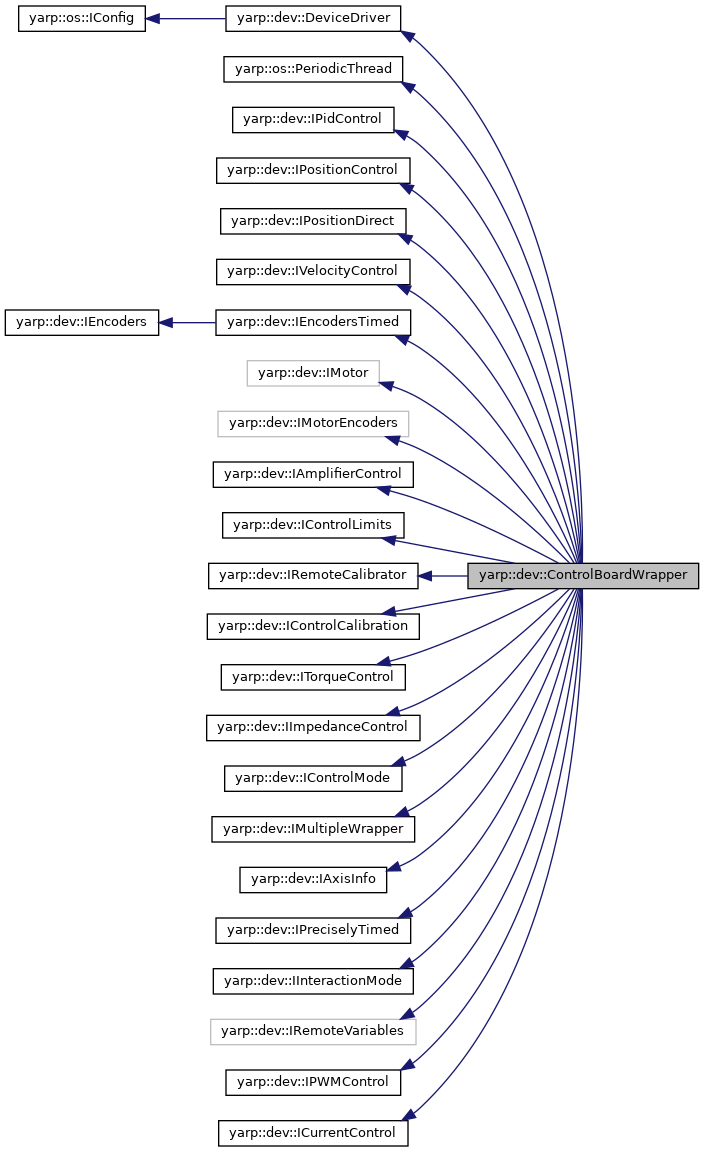 yarp::os::IConfig
yarp::dev::DeviceDriver
yarp::os::PeriodicThread
yarp::dev::IPidControl
yarp::dev::IPositionControl
yarp::dev::IPositionDirect
yarp::dev::IVelocityControl
yarp::dev::IEncoders
yarp::dev::IEncodersTimed
yarp::dev::IMotor
yarp::dev::IMotorEncoders
yarp::dev::IAmplifierControl
yarp::dev::IControlLimits
yarp::dev::IRemoteCalibrator
yarp::dev::ControlBoardWrapper
yarp::dev::IControlCalibration
yarp::dev::ITorqueControl
yarp::dev::IImpedanceControl
yarp::dev::IControlMode
yarp::dev::IMultipleWrapper
yarp::dev::IAxisInfo
yarp::dev::IPreciselyTimed
yarp::dev::IInteractionMode
yarp::dev::IRemoteVariables
yarp::dev::IPWMControl
yarp::dev::ICurrentControl